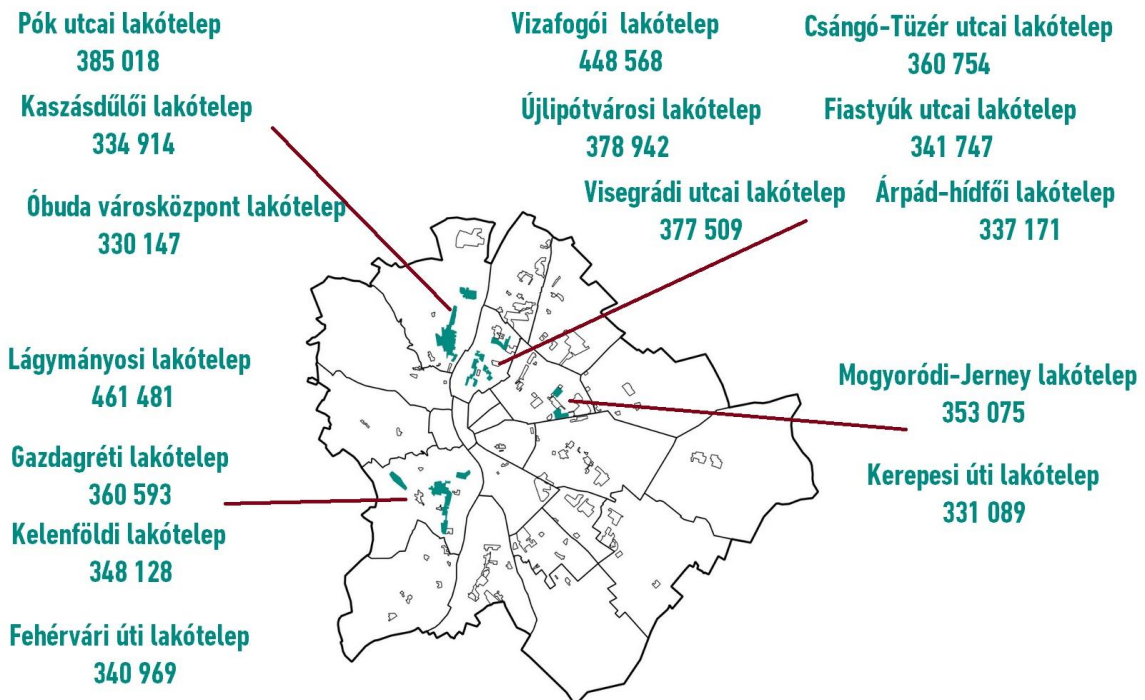 Pók utcai lakótelep
385 018
Kaszásdűlői lakótelep
334 914
Óbuda városközpont lakótelep
330 147
Vizafogói lakótelep
448 568
Újlipótvárosi lakótelep
378 942
Visegrádi utcai lakótelep
377 509
Csángó-Tüzér utcai lakótelep
360 754
Fiastyúk utcai lakótelep
341 747
Árpád-hídfői lakótelep
337 171
Lágymányosi lakótelep
461 481
Gazdagréti lakótelep
360 593
Kelenföldi lakótelep
348 128
Fehérvári úti lakótelep
340 969
Mogyoródi-Jerney lakótelep
353 075
Kerepesi úti lakótelep
331 089